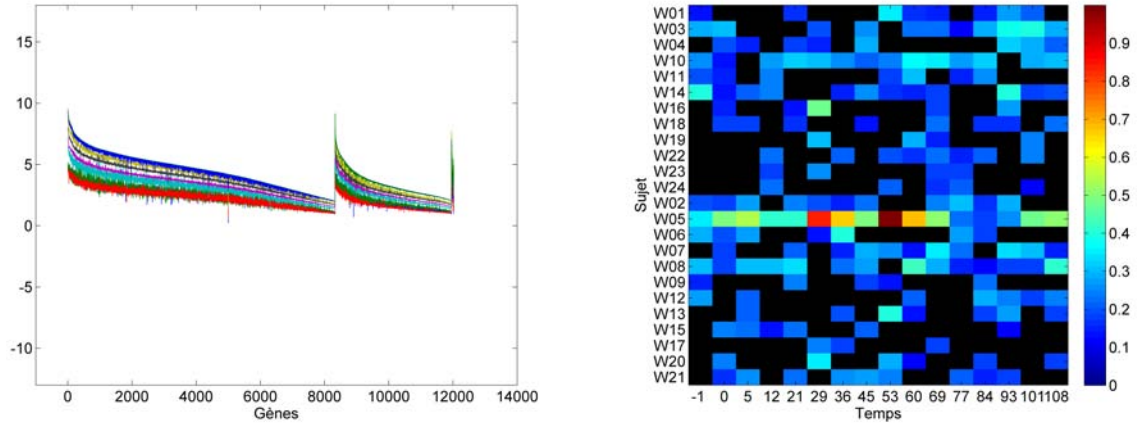 15
10
5
0
-5
-10
0 2000 4000 6000 8000 10000 12000 14000
Gènes
W01
W03
W04
W10
W11
W14
W16
W18
W19
W22
W23
W24
W02
W05
W06
W07
W08
W09
W12
W13
W15
W17
W20
W21
Sujet
-1 0 5 12 21 29 36 45 53 60 69 77 84 93 101 108
Temps
0.9
0.8
0.7
0.6
0.5
0.4
0.3
0.2
0.1
0